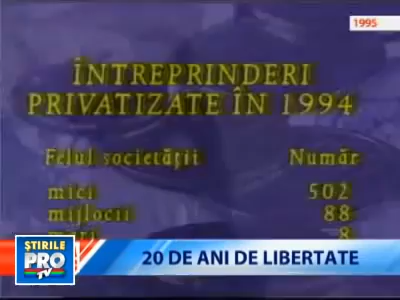 1995
ÎNTREPRINDERI
PRIVATIZATE ÎN 1994
Felul societății Număr
mici 502
mijlocii 88
mari 8
ȘTIRILE
PRO
TV
20 DE ANI DE LIBERTATE